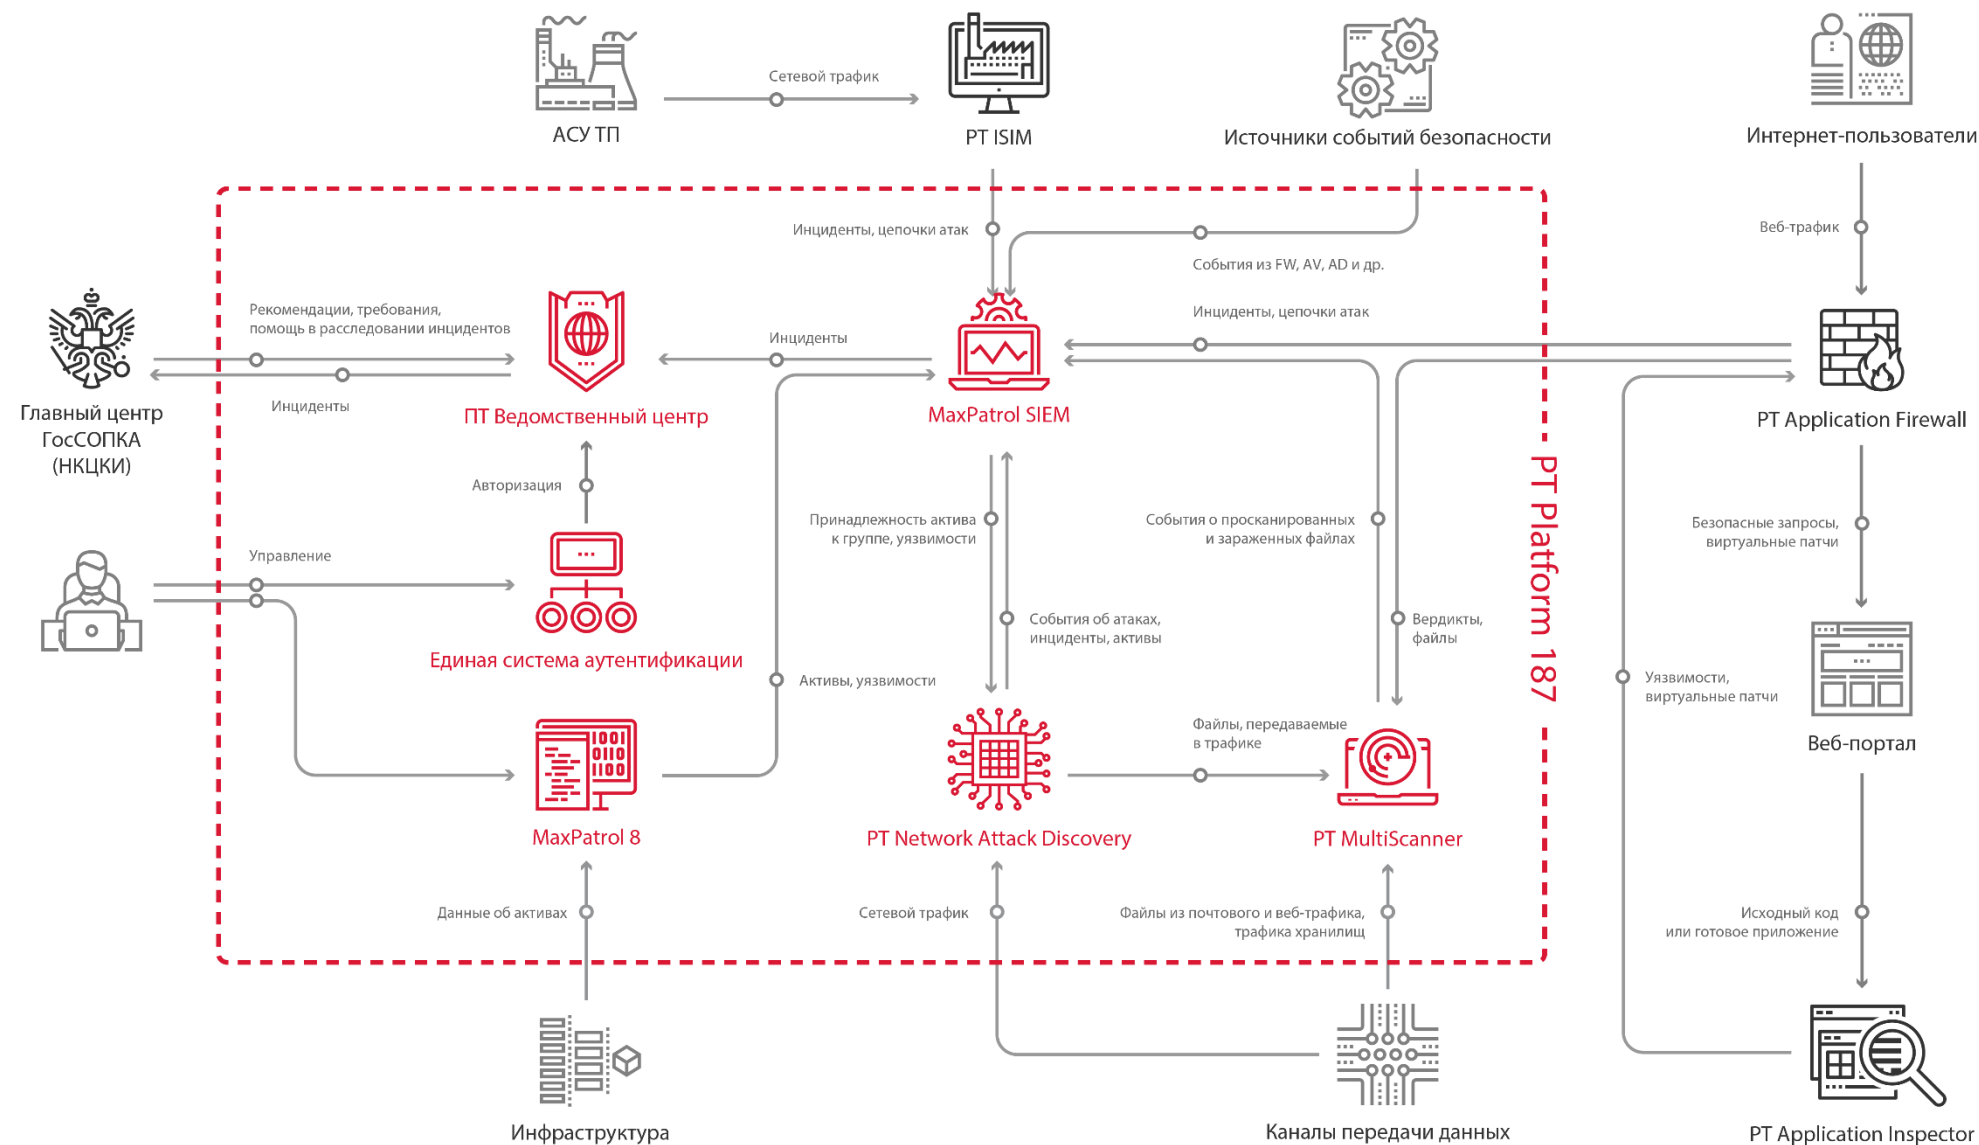 Сетевой трафик
АСУ ТП
PT ISIM
Источники событий безопасности
Интернет-пользователи
Инциденты, цепочки атак
События из FW, AV, AD и др.
Веб-трафик
Рекомендации, требования,
помощь в расследовании инцидентов
Инциденты
Инциденты, цепочки атак
Инциденты
Главный центр
ГосСОПКА
(НКЦКИ)
ПТ Ведомственный центр
MaxPatrol SIEM
PT Application Firewall
PT Platform 187
Авторизация
Принадлежность актива
к группе, уязвимости
События о просканированных
и зараженных файлах
Безопасные запросы,
виртуальные патчи
Управление
События об атаках,
инциденты, активы
Вердикты,
файлы
Единая система аутентификации
Активы, уязвимости
Уязвимости,
виртуальные патчи
Веб-портал
Файлы, передаваемые
в трафике
MaxPatrol 8
PT Network Attack Discovery
PT MultiScanner
Данные об активах
Сетевой трафик
Файлы из почтового и веб-трафика,
трафика хранилищ
Исходный код
или готовое приложение
Инфраструктура
Каналы передачи данных
PT Application Inspector